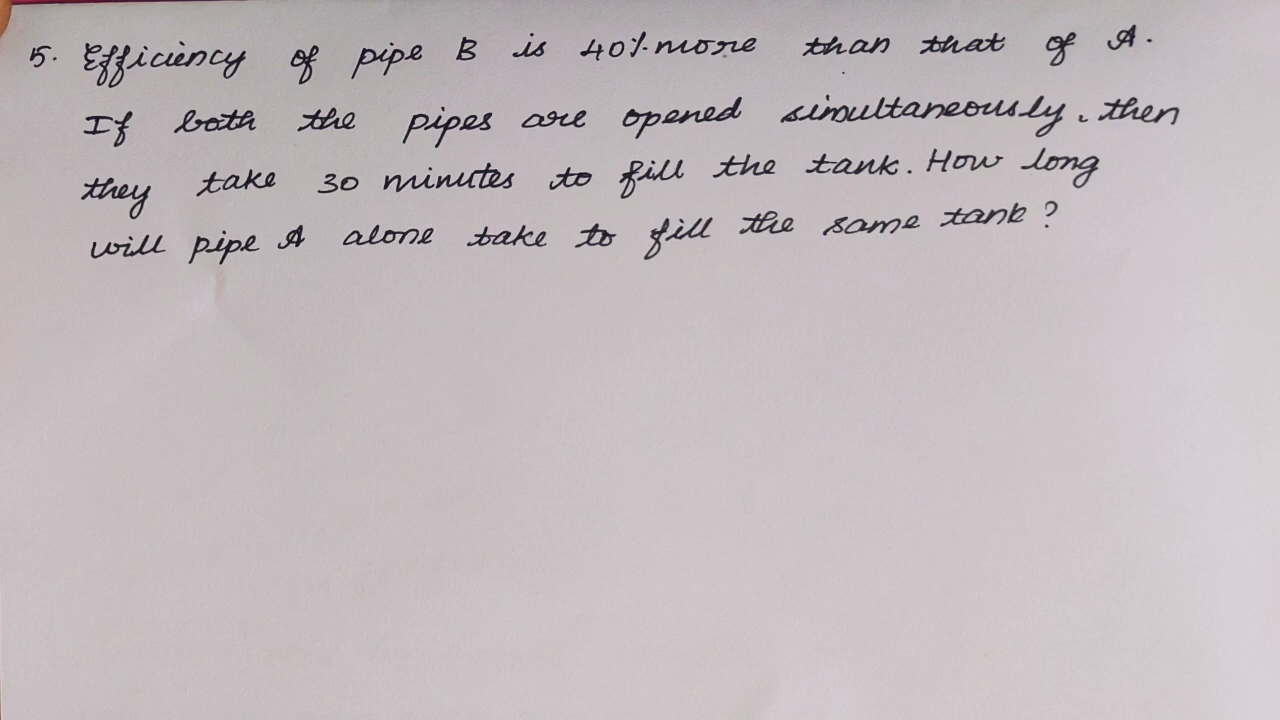 5. Efficiency of pipe B is 40% more than that of A.
If both the pipes are opened simultaneously, then
they take 30 minutes to fill the tank. How long
will pipe A alone take to fill the same tank?